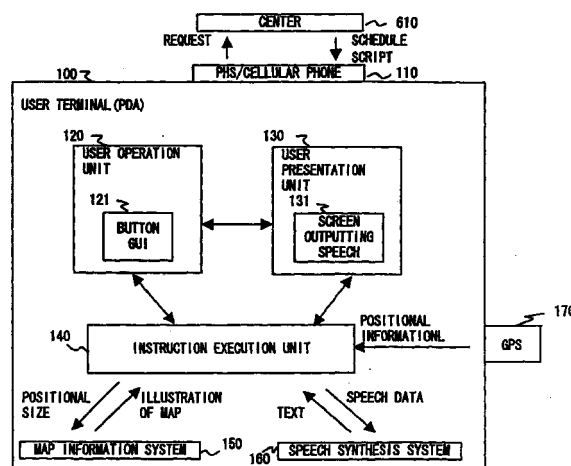 CENTER
610
REQUEST
SCHEDULE
SCRIPT
100
PHS/CELLULAR PHONE
110
USER TERMINAL(PDA)
120
USER OPERATION
UNIT
130
USER
PRESENTATION
UNIT
121
BUTTON
GUI
131
SCREEN
OUTPUTTING
SPEECH
140
INSTRUCTION EXECUTION UNIT
POSITIONAL
INFORMATIONL
170
GPS
POSITIONAL
SIZE
ILLUSTRATION
OF MAP
TEXT
SPEECH DATA
MAP INFORMATION SYSTEM
150
160
SPEECH SYNTHESIS SYSTEM